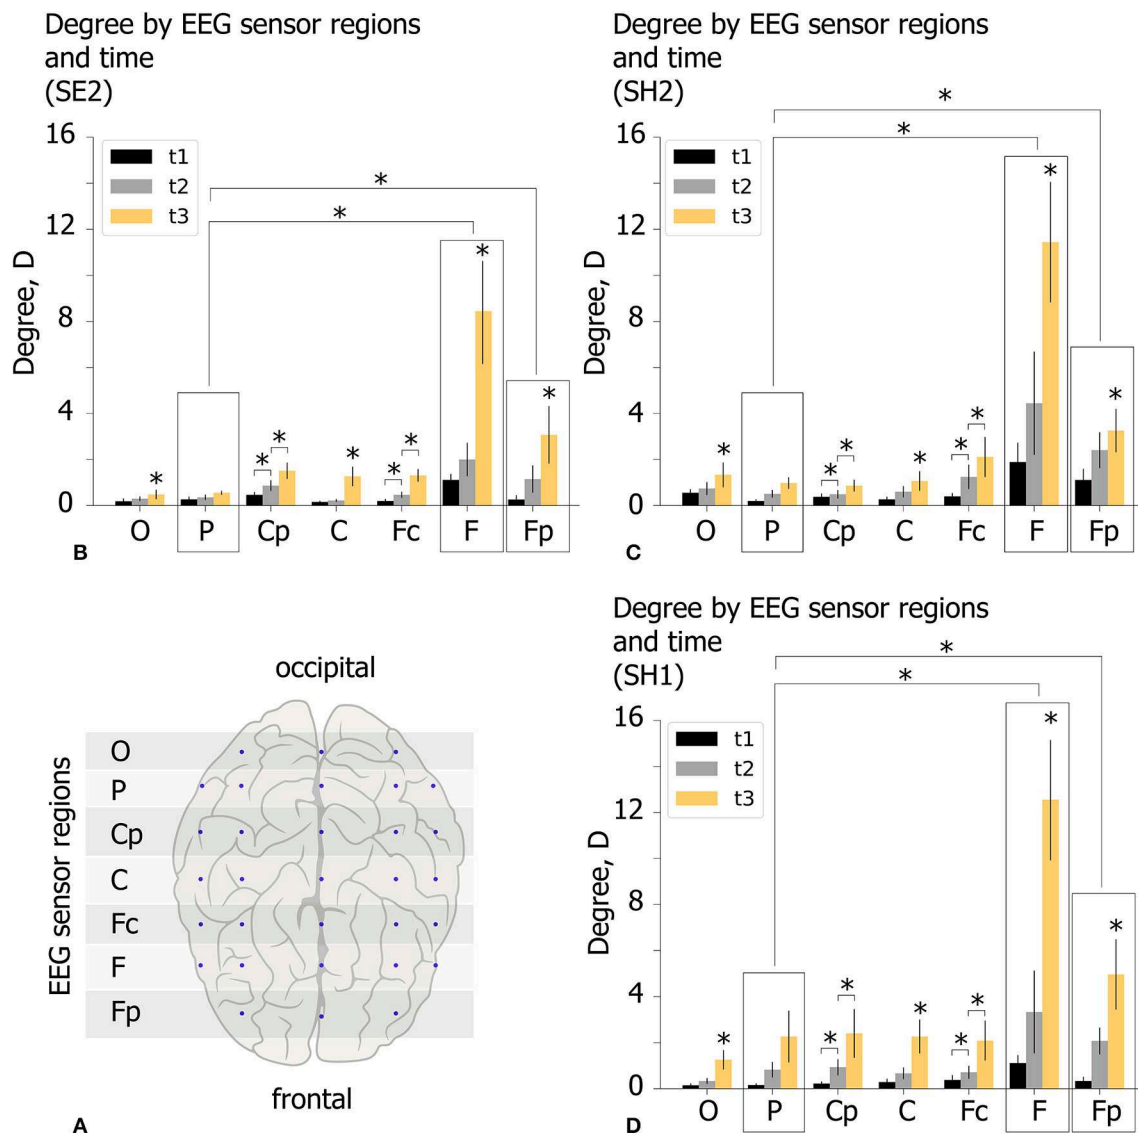 Degree by EEG sensor regions
and time
(SE2)
16
12
8
4
0
Degree, D
t1
t2
t3
*
*
*
*
*
*
*
*
*
*
*
O P Cp C Fc F Fp
B
Degree by EEG sensor regions
and time
(SH2)
16
12
8
4
0
Degree, D
t1
t2
t3
*
*
*
*
*
*
*
*
*
*
*
O P Cp C Fc F Fp
C
occipital
EEG sensor regions
O
P
Cp
C
Fc
F
Fp
frontal
A
Degree by EEG sensor regions
and time
(SH1)
16
12
8
4
0
Degree, D
t1
t2
t3
*
*
*
*
*
*
*
*
*
*
*
O P Cp C Fc F Fp
D